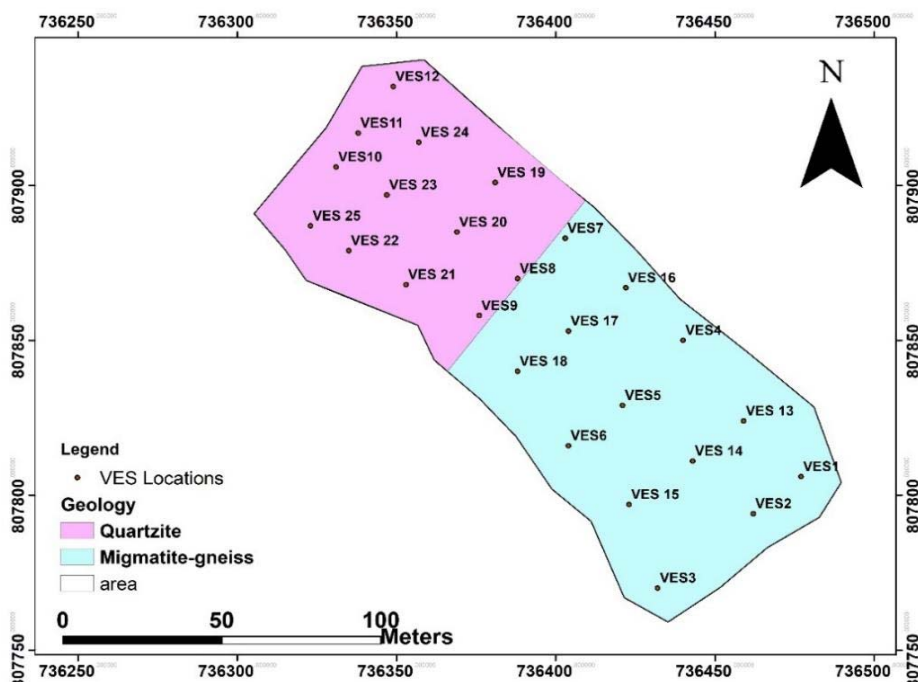 736250 736300 736350 736400 736450 736500
N
VES12
VES11
VES 24
VES10
VES 19
VES 23
807900 807900
VES 25
VES 20
VES7
VES 22
VES8
VES 21
VES 16
VES9
VES 17
VES4
807850 807850
VES 18
VES5
VES 13
VES6
VES 14
VES1
Legend
VES Locations
VES 15
VES2
807800 807800
Geology
Quartzite
Migmatite-gneiss
VES3
area
0 50 100
Meters
807750 807750
736250 736300 736350 736400 736450 736500